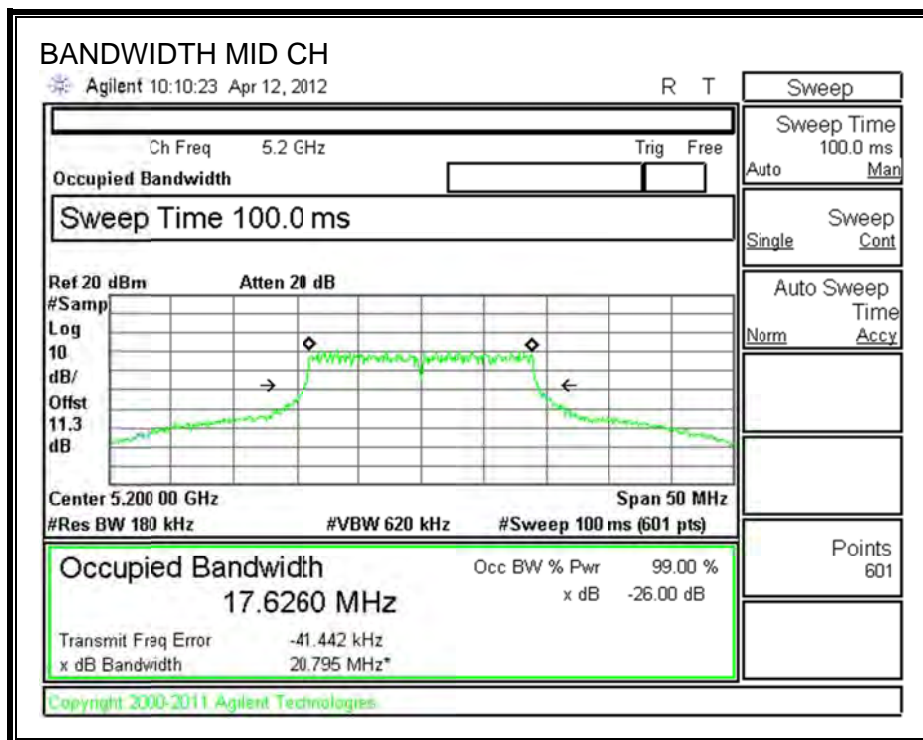 BANDWIDTH MID CH
Agilent 10:10:23 Apr 12, 2012 R T
Sweep
Ch Freq 5.2 GHz Trig Free
Occupied Bandwidth
Sweep Time 100.0 ms
Sweep Time
100.0 ms
Auto Man
Sweep
Single Cont
Auto Sweep
Time
Norm Accy
Points
601
Ref 20 dBm Atten 20 dB
#Samp
Log
10
dB/
Offst
11.3
dB
Center 5.200 00 GHz Span 50 MHz
#Res BW 180 kHz #VBW 620 kHz #Sweep 100 ms (601 pts)
Occupied Bandwidth
17.6260 MHz
Occ BW % Pwr 99.00 %
x dB -26.00 dB
Transmit Freq Error -41.442 kHz
x dB Bandwidth 20.795 MHz*
Copyright 2000-2011 Agilent Technologies